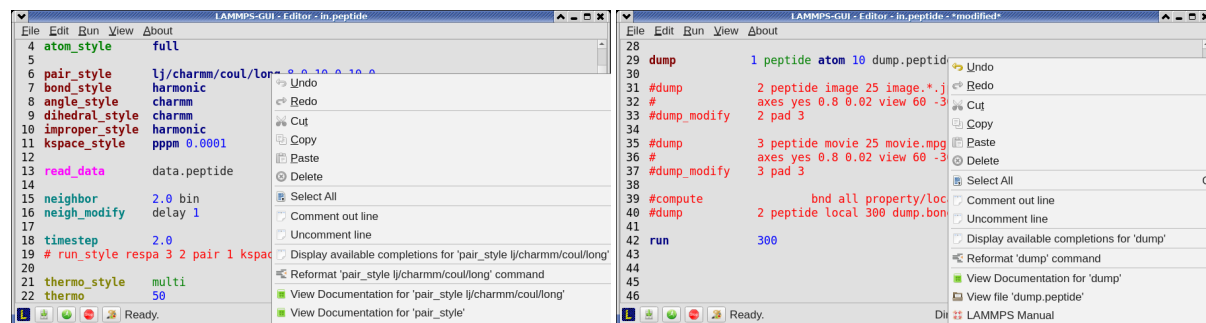 LAMMPS-GUI - Editor - in.peptide
File Edit Run View About
4 atom_style full
5
6 pair_style lj/charmm/coul/long 8.0 10.0 10.0
7 bond_style harmonic
8 angle_style charmm
9 dihedral_style charmm
10 improper_style harmonic
11 kspace_style pppm 0.0001
12
13 read_data data.peptide
14
15 neighbor 2.0 bin
16 neigh_modify delay 1
17
18 timestep 2.0
19 # run_style respa 3 2 pair 1 kspac
20
21 thermo_style multi
22 thermo 50
Undo
Redo
Cut
Copy
Paste
Delete
Select All
Comment out line
Uncomment line
Display available completions for 'pair_style lj/charmm/coul/long'
Reformat 'pair_style lj/charmm/coul/long' command
View Documentation for 'pair_style lj/charmm/coul/long'
View Documentation for 'pair_style'
Ready.
LAMMPS-GUI - Editor - in.peptide - *modified*
File Edit Run View About
28
29 dump 1 peptide atom 10 dump.peptide
30
31 #dump 2 peptide image 25 image.*.j
32 # axes yes 0.8 0.02 view 60 -3
33 #dump_modify 2 pad 3
34
35 #dump 3 peptide movie 25 movie.mpg
36 # axes yes 0.8 0.02 view 60 -3
37 #dump_modify 3 pad 3
38
39 #compute bnd all property/loc
40 #dump 2 peptide local 300 dump.bon
41
42 run 300
43
44
45
46
Undo
Redo
Cut
Copy
Paste
Delete
Select All
Comment out line
Uncomment line
Display available completions for 'dump'
Reformat 'dump' command
View Documentation for 'dump'
View file 'dump.peptide'
LAMMPS Manual
Ready.
Dir